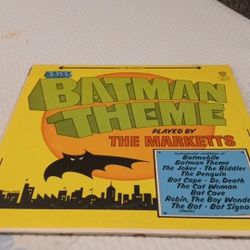 THE
BATMAN
THEME
PLAYED BY
THE MARKETTS
Batmobile
Batman Theme
The Joker - The Riddler
The Penguin
Bat Cape - Dr. Death
The Cat Woman
Bat Cave
Robin, The Boy Wonder
The Bat - Bat Signal